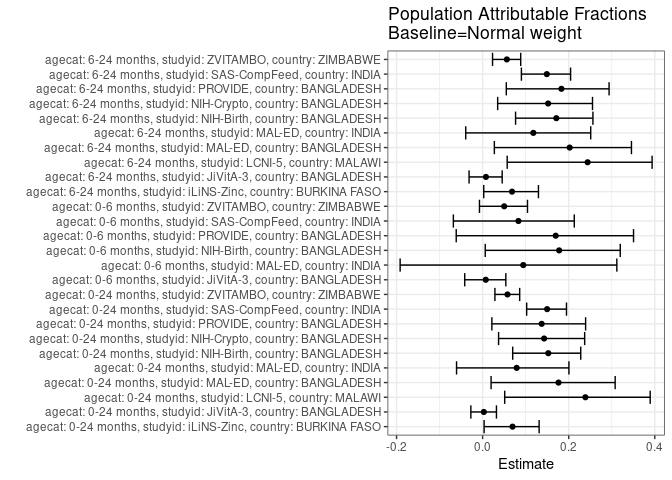 Population Attributable Fractions
Baseline=Normal weight
agecat: 6-24 months, studyid: ZVITAMBO, country: ZIMBABWE
agecat: 6-24 months, studyid: SAS-CompFeed, country: INDIA
agecat: 6-24 months, studyid: PROVIDE, country: BANGLADESH
agecat: 6-24 months, studyid: NIH-Crypto, country: BANGLADESH
agecat: 6-24 months, studyid: NIH-Birth, country: BANGLADESH
agecat: 6-24 months, studyid: MAL-ED, country: INDIA
agecat: 6-24 months, studyid: MAL-ED, country: BANGLADESH
agecat: 6-24 months, studyid: LCNI-5, country: MALAWI
agecat: 6-24 months, studyid: JiVitA-3, country: BANGLADESH
agecat: 6-24 months, studyid: iLiNS-Zinc, country: BURKINA FASO
agecat: 0-6 months, studyid: ZVITAMBO, country: ZIMBABWE
agecat: 0-6 months, studyid: SAS-CompFeed, country: INDIA
agecat: 0-6 months, studyid: PROVIDE, country: BANGLADESH
agecat: 0-6 months, studyid: NIH-Birth, country: BANGLADESH
agecat: 0-6 months, studyid: MAL-ED, country: INDIA
agecat: 0-6 months, studyid: JiVitA-3, country: BANGLADESH
agecat: 0-24 months, studyid: ZVITAMBO, country: ZIMBABWE
agecat: 0-24 months, studyid: SAS-CompFeed, country: INDIA
agecat: 0-24 months, studyid: PROVIDE, country: BANGLADESH
agecat: 0-24 months, studyid: NIH-Crypto, country: BANGLADESH
agecat: 0-24 months, studyid: NIH-Birth, country: BANGLADESH
agecat: 0-24 months, studyid: MAL-ED, country: INDIA
agecat: 0-24 months, studyid: MAL-ED, country: BANGLADESH
agecat: 0-24 months, studyid: LCNI-5, country: MALAWI
agecat: 0-24 months, studyid: JiVitA-3, country: BANGLADESH
agecat: 0-24 months, studyid: iLiNS-Zinc, country: BURKINA FASO
-0.2 0.0 0.2 0.4
Estimate